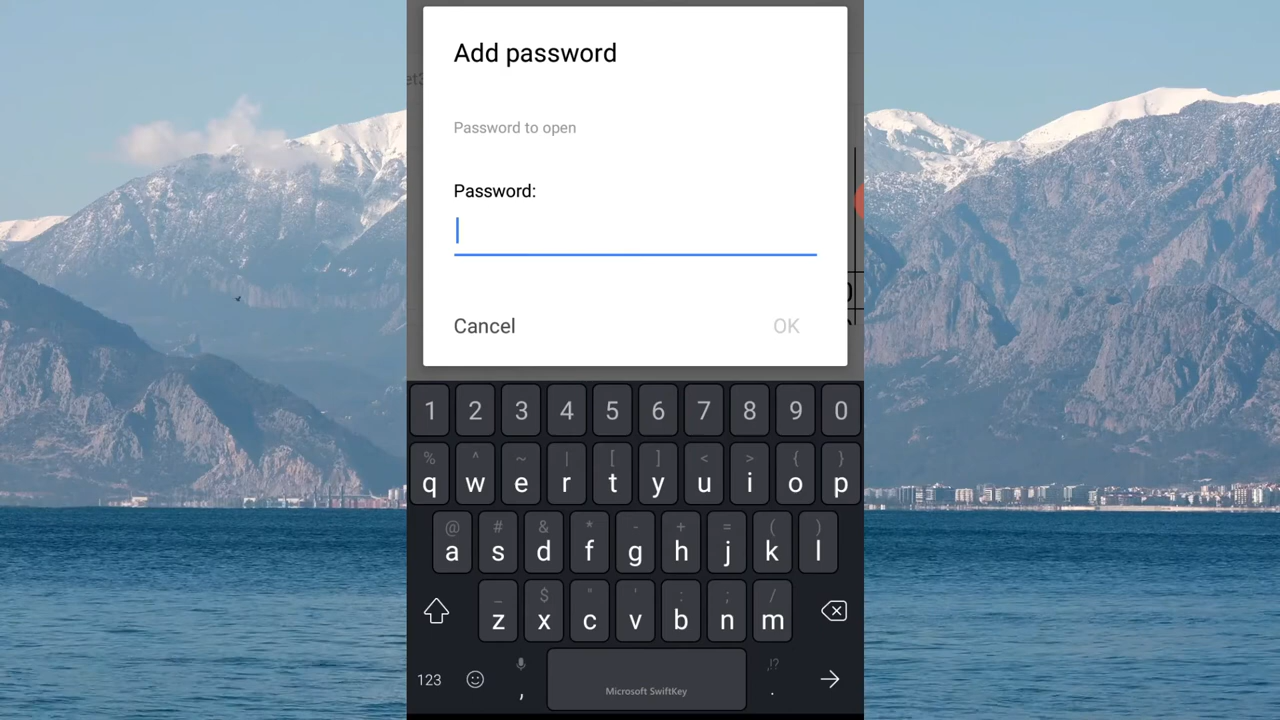 Add password
Password to open
Password:
Cancel
OK
1 2 3 4 5 6 7 8 9 0
% ^ ~ | [ ] < > { }
q w e r t y u i o p
@ # & * - + = ( )
a s d f g h j k l
_ $ " ' : ; /
z x c v b n m
123
,
Microsoft SwiftKey
,!?
.